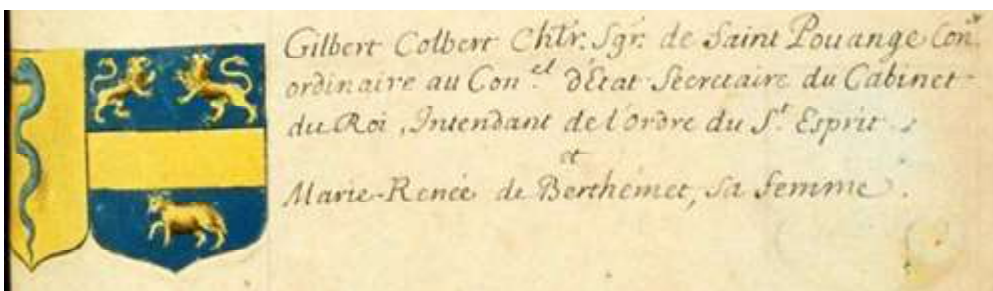 Gilbert Colbert Chlr. Sgr. de Saint Pouange Con.
ordinaire au Con.el d'Etat Secretaire du Cabinet
du Roi, Intendant de l'Ordre du St. Esprit.
et
Marie-Renée de Berthemet, sa femme.